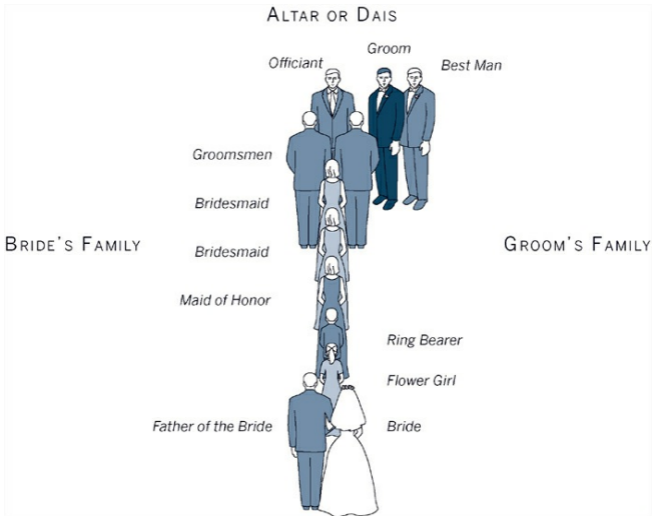 ALTAR OR DAIS
Groom
Officiant
Best Man
Groomsmen
Bridesmaid
BRIDE'S FAMILY
GROOM'S FAMILY
Bridesmaid
Maid of Honor
Ring Bearer
Flower Girl
Father of the Bride
Bride